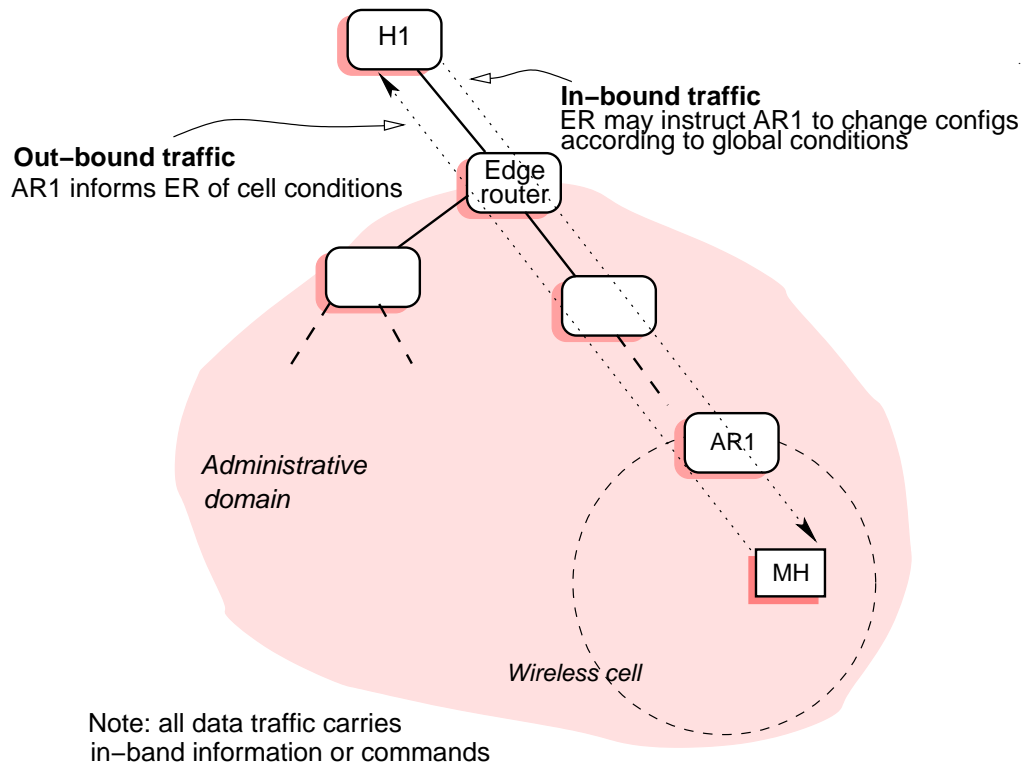 H1
In−bound traffic
ER may instruct AR1 to change configs
according to global conditions
Out−bound traffic
AR1 informs ER of cell conditions
Edge
router
AR1
Administrative
domain
MH
Wireless cell
Note: all data traffic carries
in−band information or commands